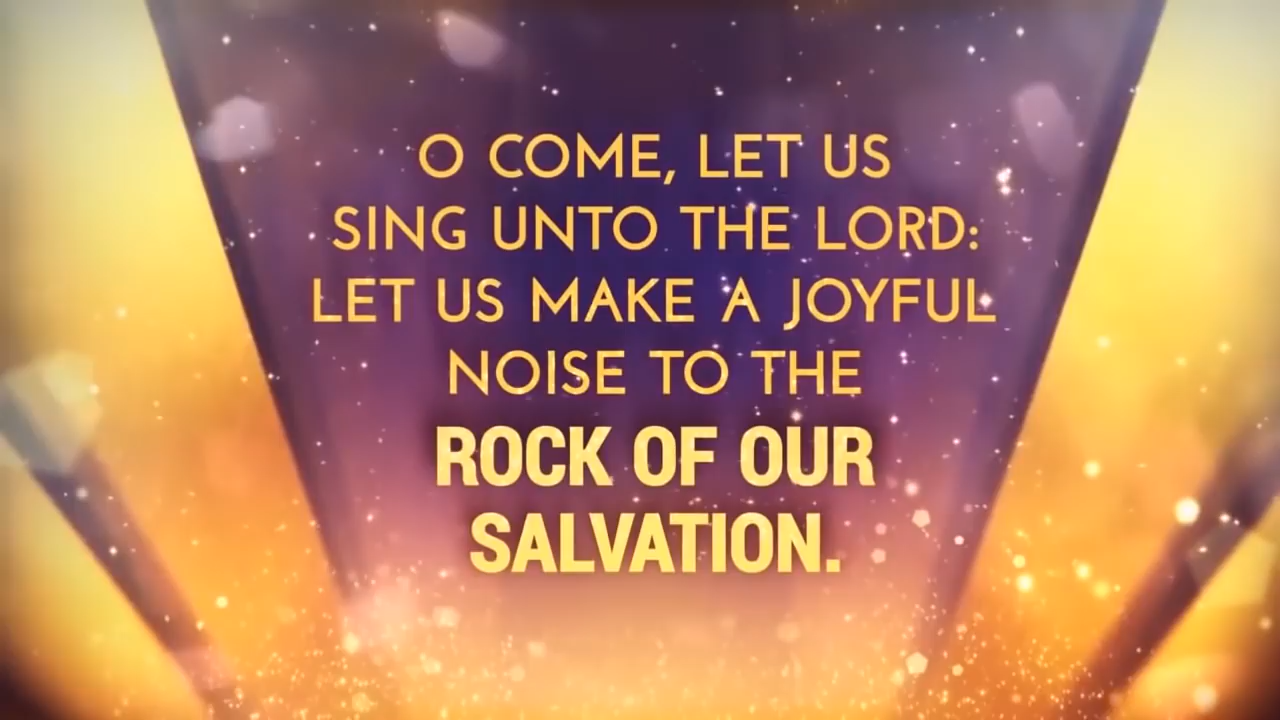 O COME, LET US
SING UNTO THE LORD:
LET US MAKE A JOYFUL
NOISE TO THE
ROCK OF OUR
SALVATION.